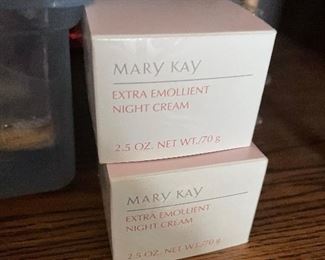 MARY KAY
EXTRA EMOLLIENT
NIGHT CREAM
2.5 OZ. NET WT./70 g
MARY KAY
EXTRA EMOLLIENT
NIGHT CREAM
2.5 OZ. NET WT./70 g